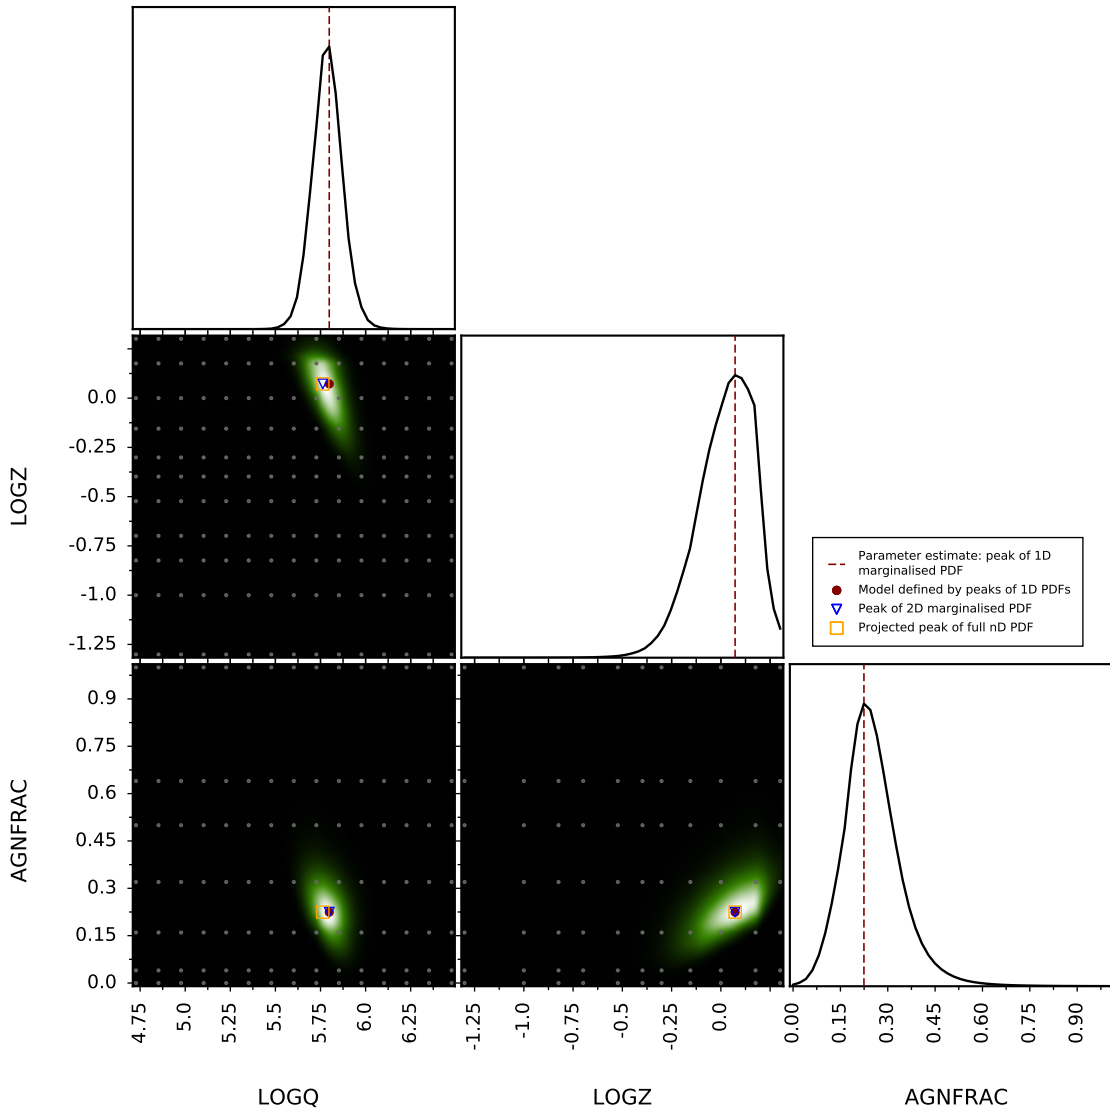 0.0
-0.25
-0.5
-0.75
-1.0
-1.25
LOGZ
Parameter estimate: peak of 1D
marginalised PDF
Model defined by peaks of 1D PDFs
Peak of 2D marginalised PDF
Projected peak of full nD PDF
0.9
0.75
0.6
0.45
0.3
0.15
0.0
AGNFRAC
4.75 5.0 5.25 5.5 5.75 6.0 6.25
-1.25 -1.0 -0.75 -0.5 -0.25 0.0
0.00 0.15 0.30 0.45 0.60 0.75 0.90
LOGQ LOGZ AGNFRAC